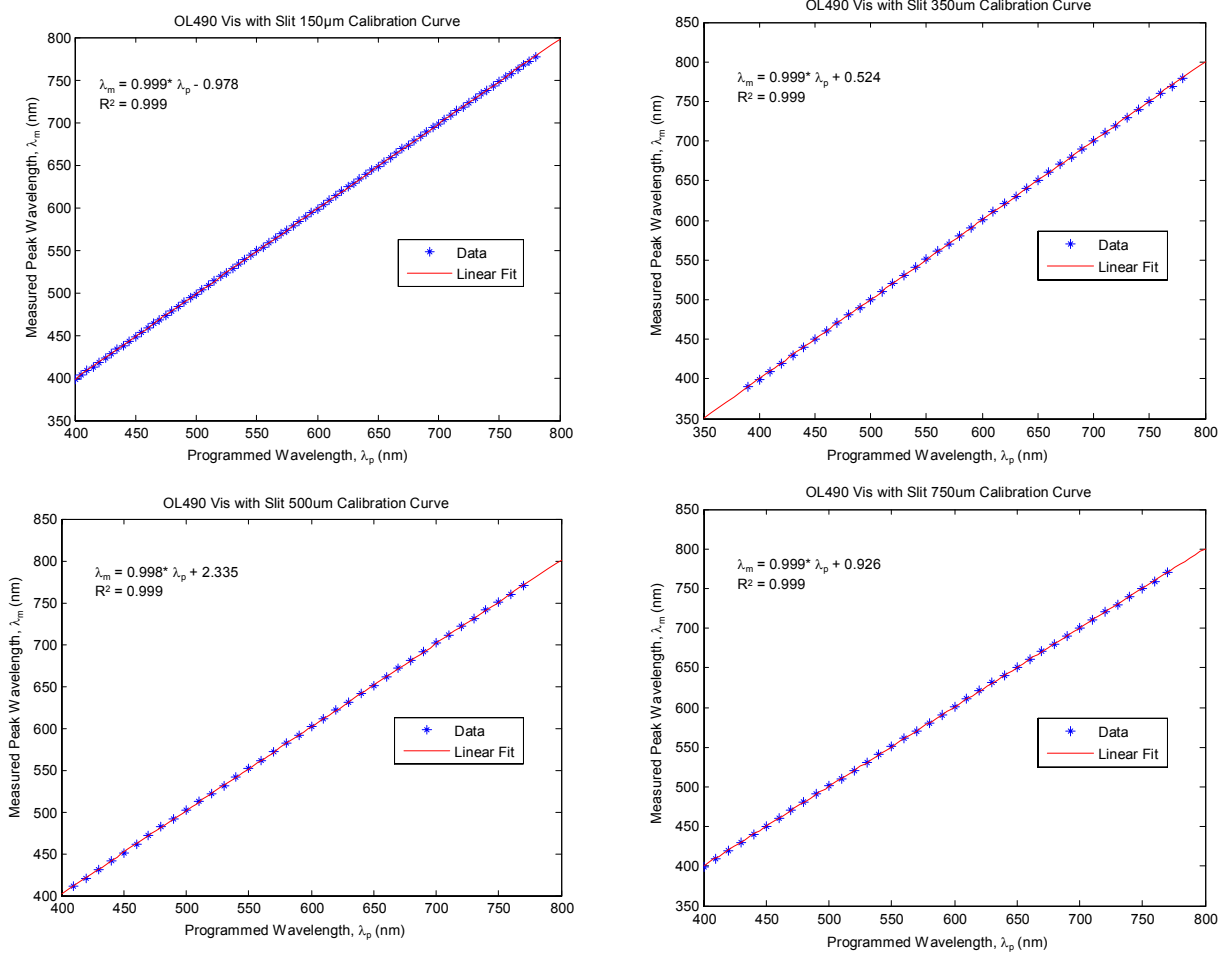 OL490 Vis with Slit 150µm Calibration Curve
800
750
700
650
600
550
500
450
400
350
Measured Peak Wavelength, λm (nm)
λm = 0.999* λp - 0.978
R² = 0.999
Data
Linear Fit
400 450 500 550 600 650 700 750 800
Programmed Wavelength, λp (nm)
OL490 Vis with Slit 350um Calibration Curve
850
800
750
700
650
600
550
500
450
400
350
Measured Peak Wavelength, λm (nm)
λm = 0.999* λp + 0.524
R² = 0.999
Data
Linear Fit
350 400 450 500 550 600 650 700 750 800
Programmed Wavelength, λp (nm)
OL490 Vis with Slit 500um Calibration Curve
850
800
750
700
650
600
550
500
450
400
Measured Peak Wavelength, λm (nm)
λm = 0.998* λp + 2.335
R² = 0.999
Data
Linear Fit
400 450 500 550 600 650 700 750 800
Programmed Wavelength, λp (nm)
OL490 Vis with Slit 750um Calibration Curve
850
800
750
700
650
600
550
500
450
400
350
Measured Peak Wavelength, λm (nm)
λm = 0.999* λp + 0.926
R² = 0.999
Data
Linear Fit
400 450 500 550 600 650 700 750 800
Programmed Wavelength, λp (nm)